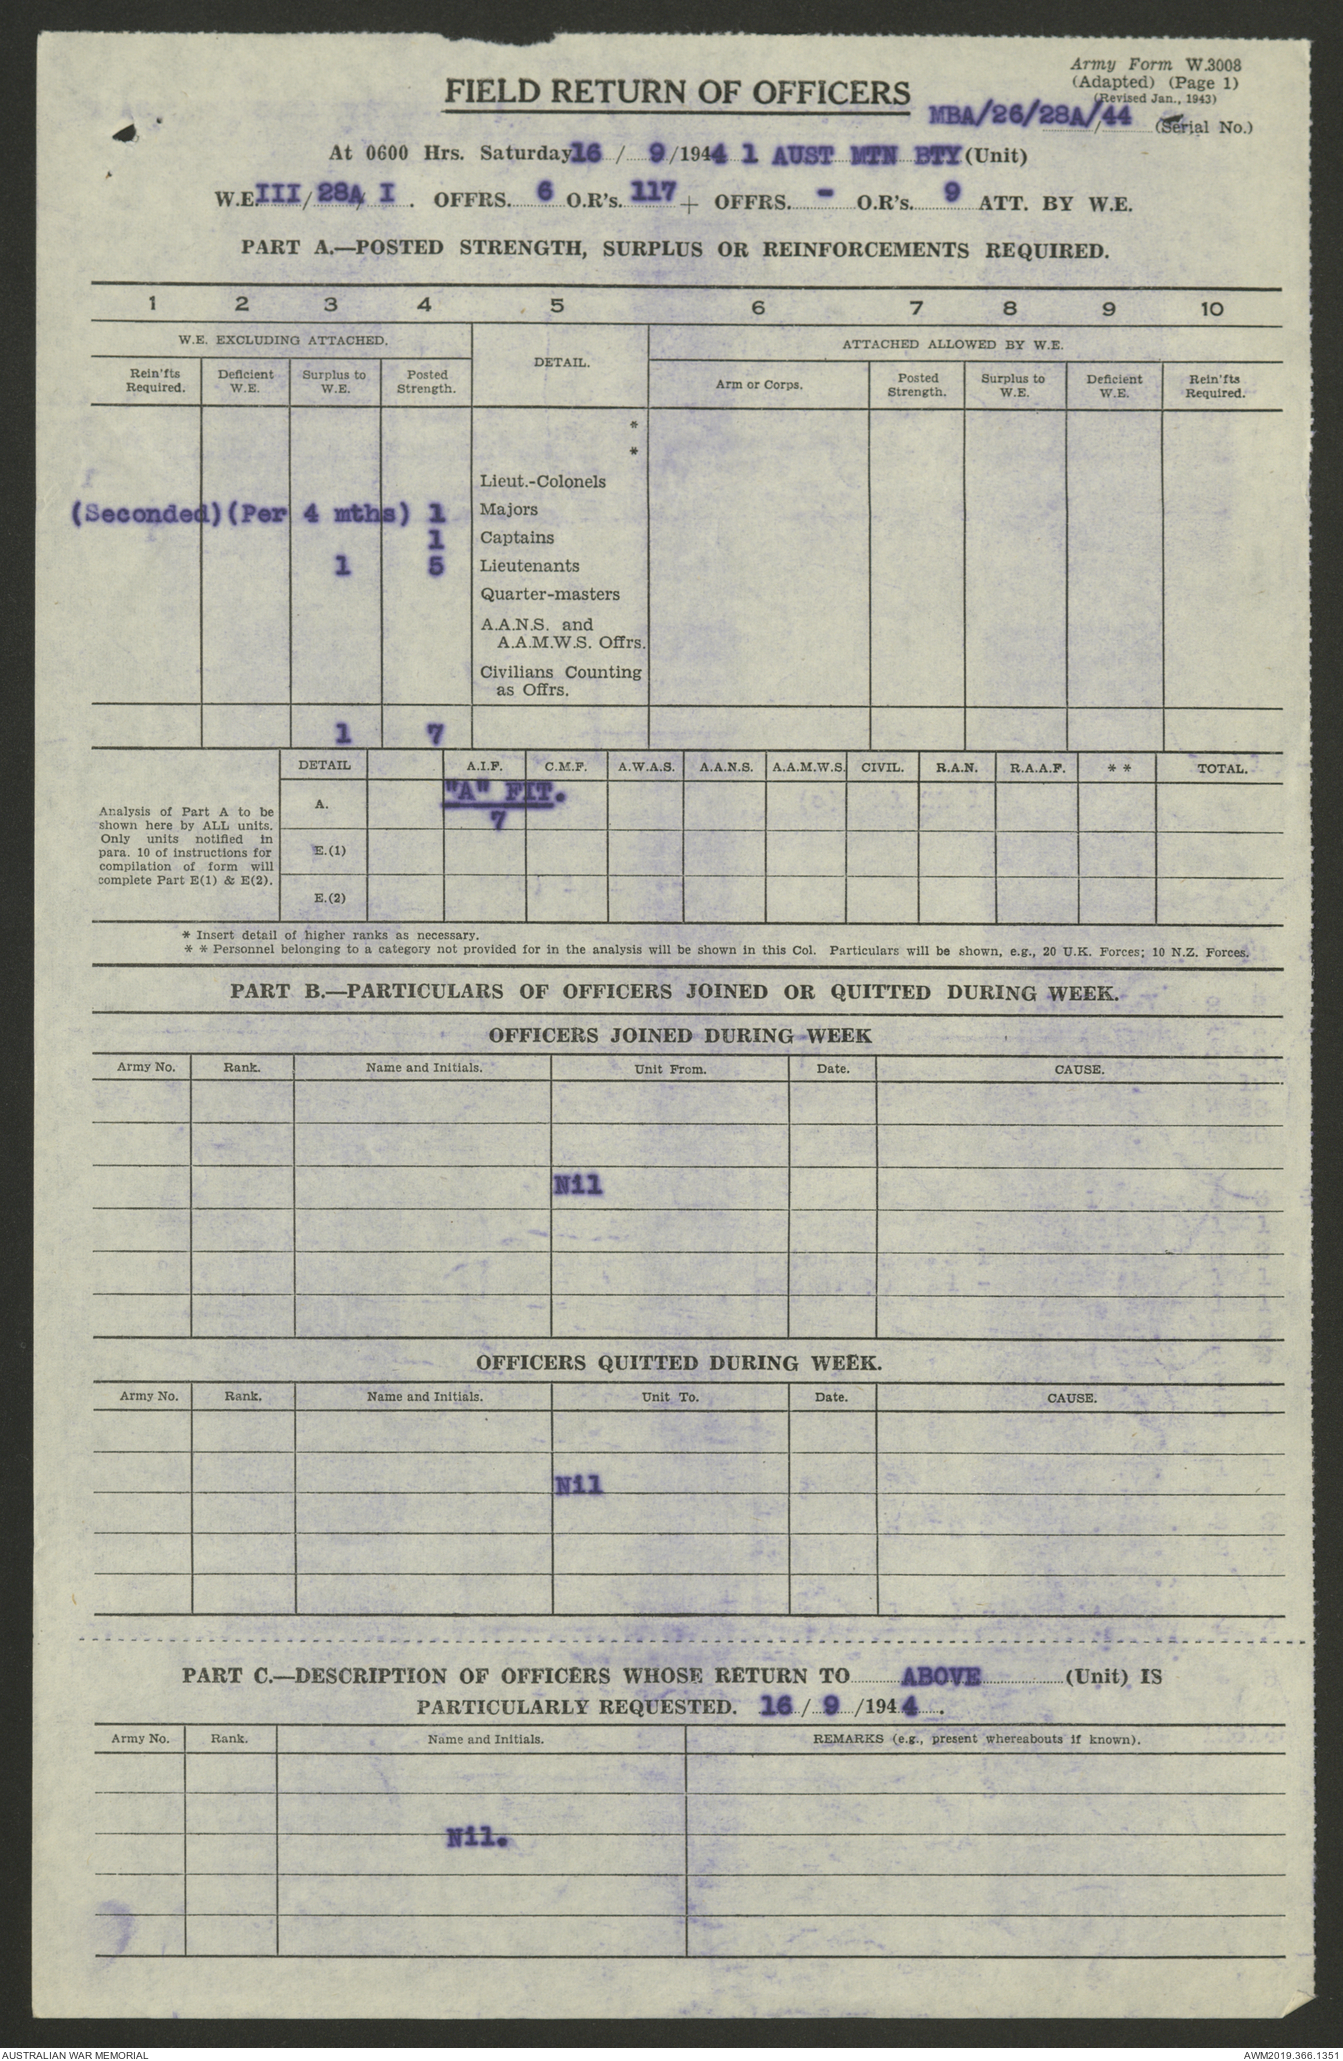 Army Form W.3008
FIELD RETURN OF OFFICERS
(Adapted) (Page 1)
(Revised Jan., 1943)
MBA/26/28A/44 (Serial No.)
At 0600 Hrs. Saturday 16 / 9 /1944 1 AUST MTN BTY (Unit)
W.E. III / 28A / I . OFFRS. 6 O.R's. 117 + OFFRS. - O.R's. 9 ATT. BY W.E.
PART A.—POSTED STRENGTH, SURPLUS OR REINFORCEMENTS REQUIRED.
1 2 3 4 5 6 7 8 9 10
W.E. EXCLUDING ATTACHED. DETAIL. ATTACHED ALLOWED BY W.E.
Rein'fts Required. Deficient W.E. Surplus to W.E. Posted Strength. Arm or Corps. Posted Strength. Surplus to W.E. Deficient W.E. Rein'fts Required.
*
*
Lieut.-Colonels
(Seconded)(Per 4 mths) 1 Majors
1 Captains
1 5 Lieutenants
Quarter-masters
A.A.N.S. and
A.A.M.W.S. Offrs.
Civilians Counting
as Offrs.
1 7
DETAIL A.I.F. C.M.F. A.W.A.S. A.A.N.S. A.A.M.W.S. CIVIL. R.A.N. R.A.A.F. * * TOTAL.
Analysis of Part A to be
shown here by ALL units.
Only units notified in
para. 10 of instructions for
compilation of form will
complete Part E(1) & E(2).
A. "A" FIT.
7
E.(1)
E.(2)
* Insert detail of higher ranks as necessary.
* * Personnel belonging to a category not provided for in the analysis will be shown in this Col. Particulars will be shown, e.g., 20 U.K. Forces; 10 N.Z. Forces.
PART B.—PARTICULARS OF OFFICERS JOINED OR QUITTED DURING WEEK.
OFFICERS JOINED DURING WEEK
Army No. Rank. Name and Initials. Unit From. Date. CAUSE.
Nil
OFFICERS QUITTED DURING WEEK.
Army No. Rank. Name and Initials. Unit To. Date. CAUSE.
Nil
PART C.—DESCRIPTION OF OFFICERS WHOSE RETURN TO ABOVE (Unit) IS
PARTICULARLY REQUESTED. 16 / 9 /1944 .
Army No. Rank. Name and Initials. REMARKS (e.g., present whereabouts if known).
Nil.
AUSTRALIAN WAR MEMORIAL AWM2019.366.1351